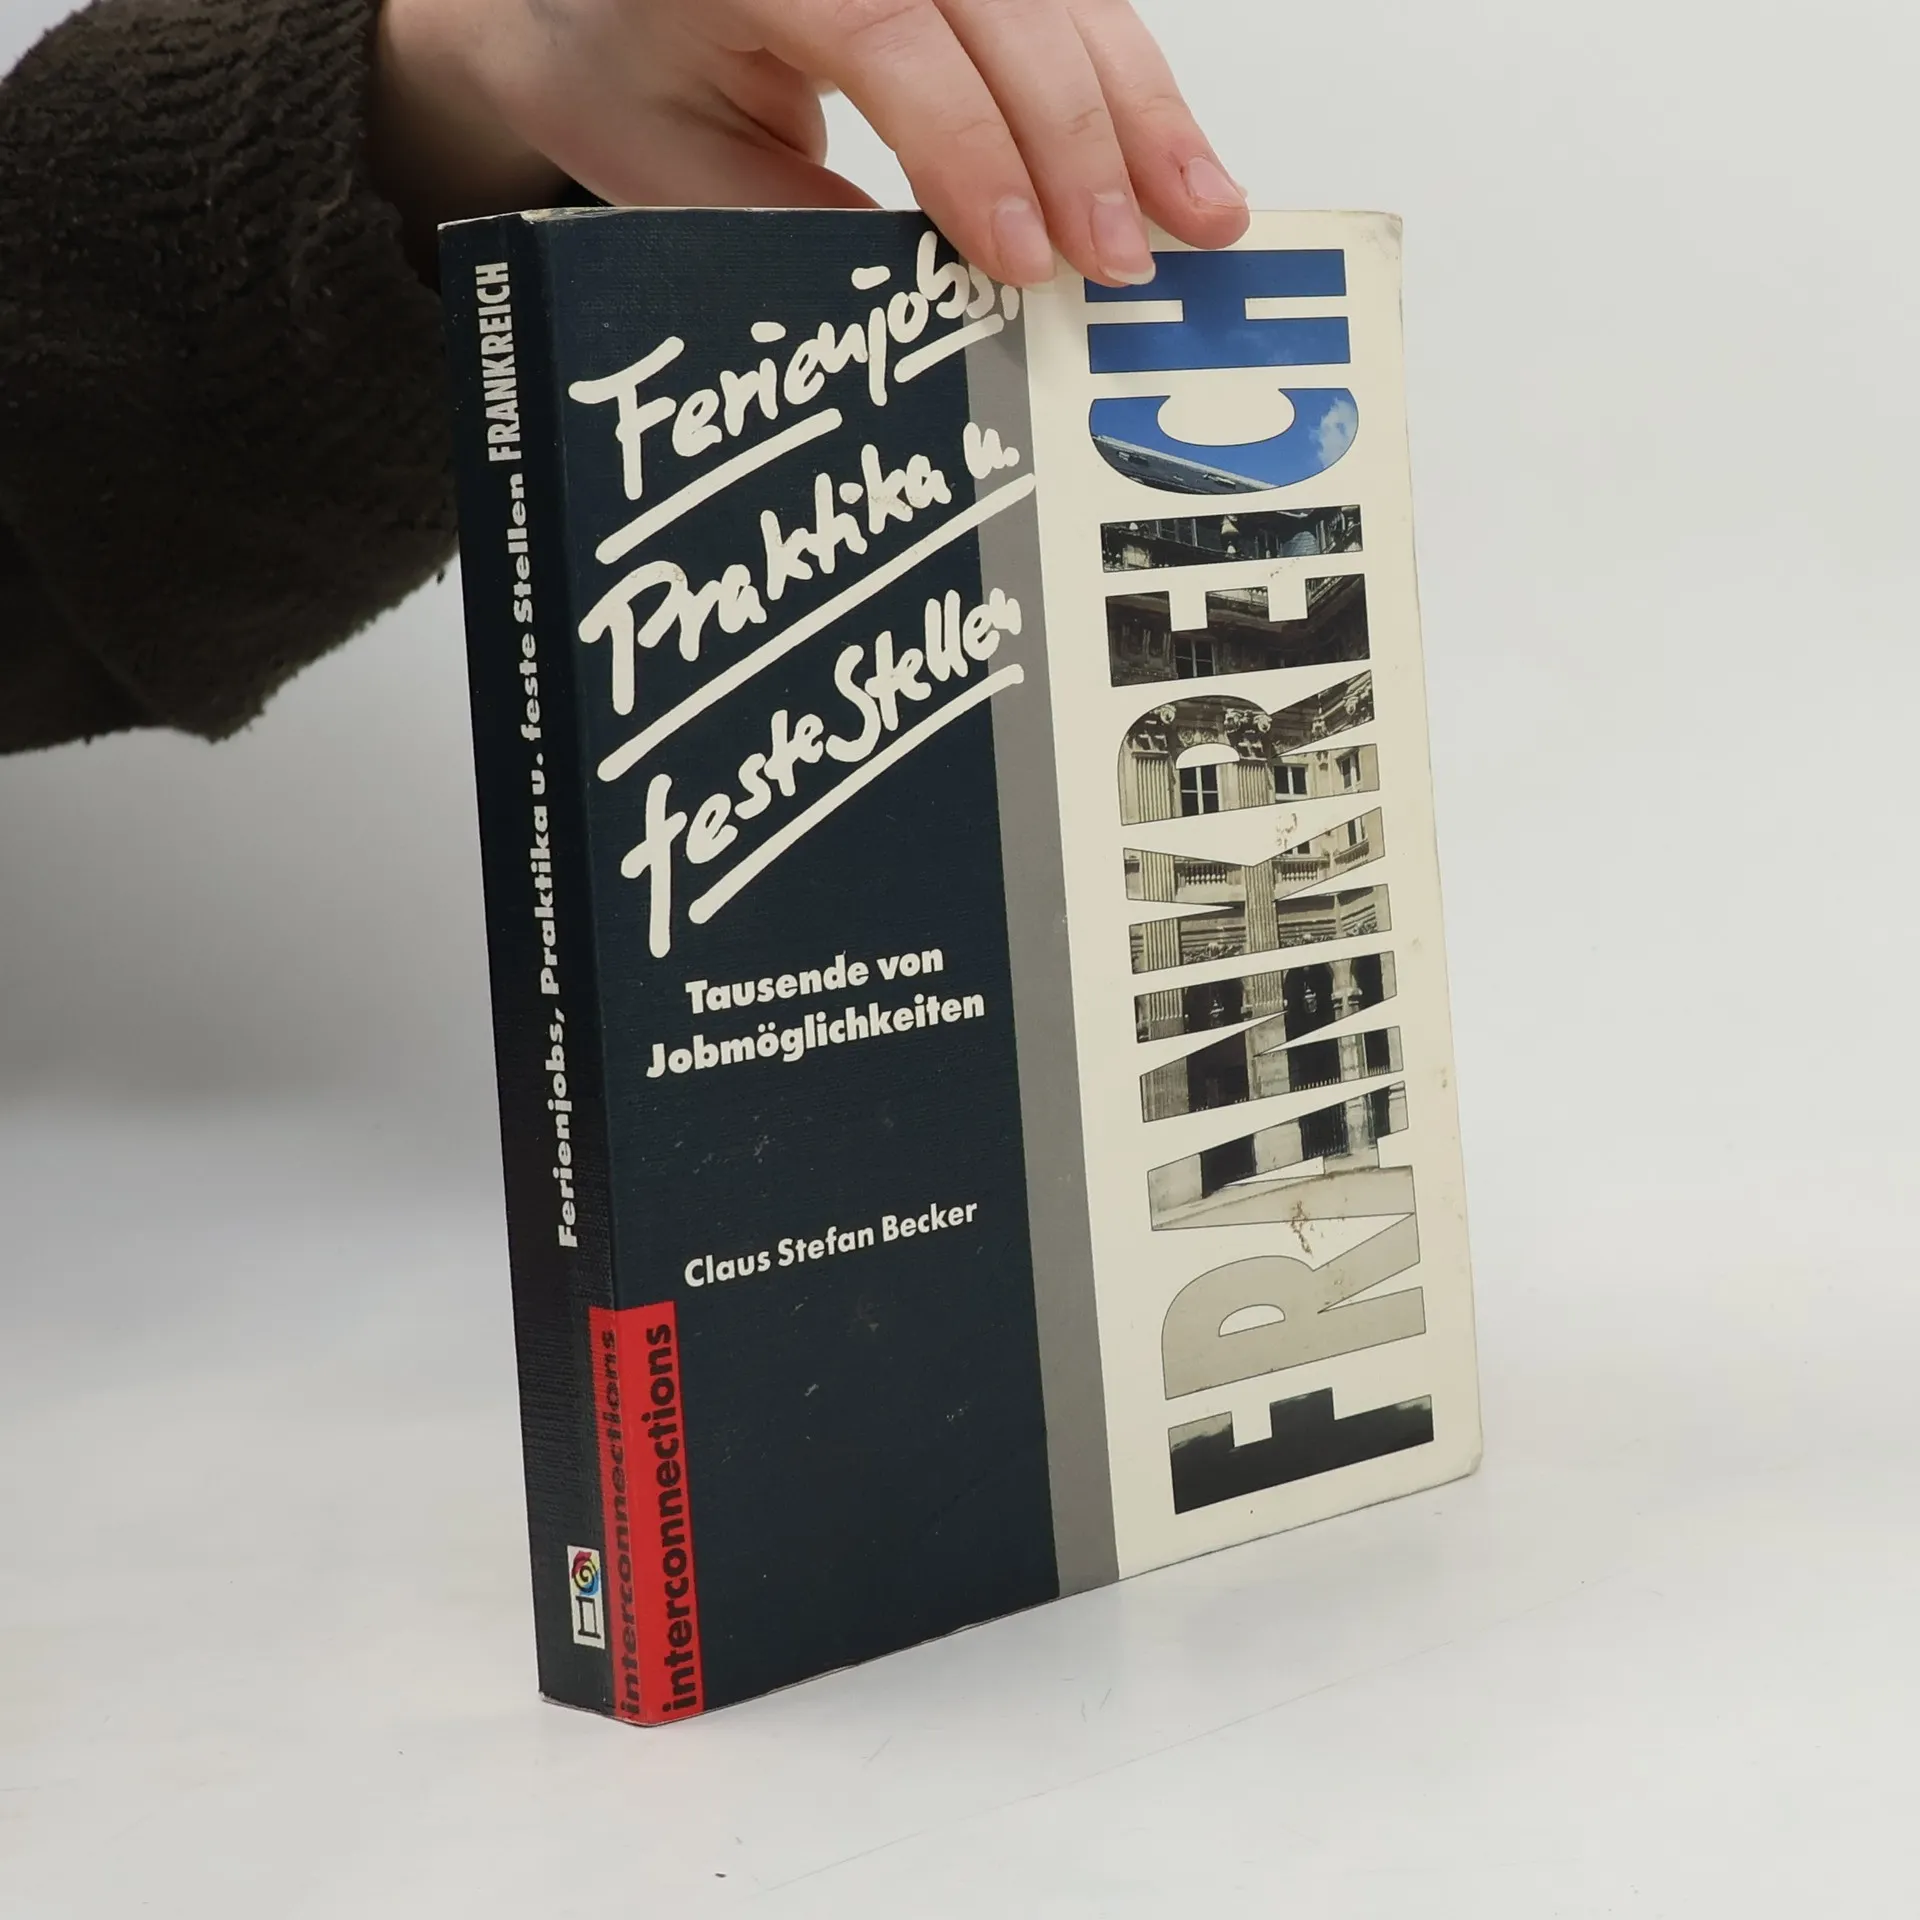 Ferienjobs, Praktika u. feste Stellen FRANKREICH
interconnections
Ferienjobs,
Praktika u.
feste Stellen
Tausende von
Jobmöglichkeiten
Claus Stefan Becker
interconnections
FRANKREICH